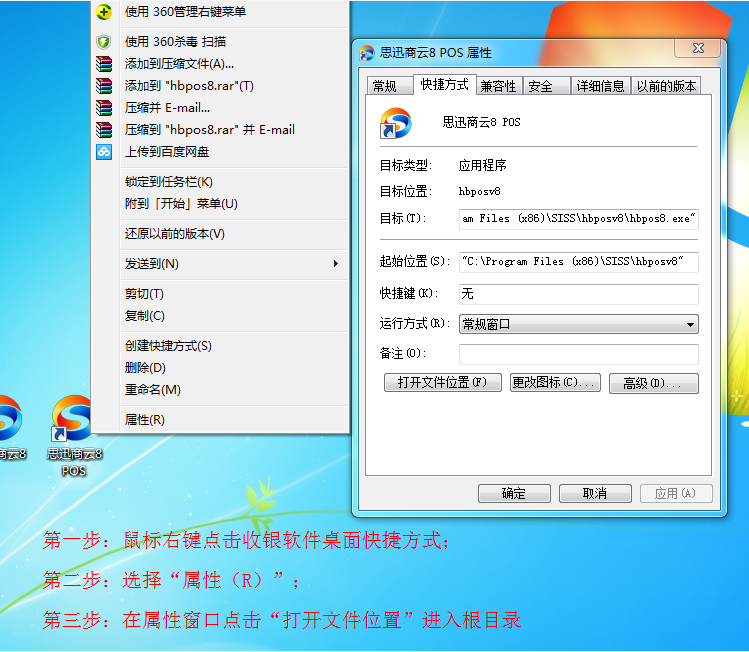 使用 360管理右键菜单
使用 360杀毒 扫描
添加到压缩文件(A)...
添加到 "hbpos8.rar"(T)
压缩并 E-mail...
压缩到 "hbpos8.rar" 并 E-mail
上传到百度网盘
锁定到任务栏(K)
附到「开始」菜单(U)
还原以前的版本(V)
发送到(N)
剪切(T)
复制(C)
创建快捷方式(S)
删除(D)
重命名(M)
属性(R)
思迅商云8 POS 属性
常规 快捷方式 兼容性 安全 详细信息 以前的版本
思迅商云8 POS
目标类型: 应用程序
目标位置: hbposv8
目标(T): am Files (x86)\SISS\hbposv8\hbpos8.exe"
起始位置(S): "C:\Program Files (x86)\SISS\hbposv8"
快捷键(K): 无
运行方式(R): 常规窗口
备注(O):
打开文件位置(F) 更改图标(C)... 高级(D)...
确定 取消 应用(A)
商云8
思迅商云8
POS
第一步：鼠标右键点击收银软件桌面快捷方式；
第二步：选择“属性（R）”；
第三步：在属性窗口点击“打开文件位置”进入根目录